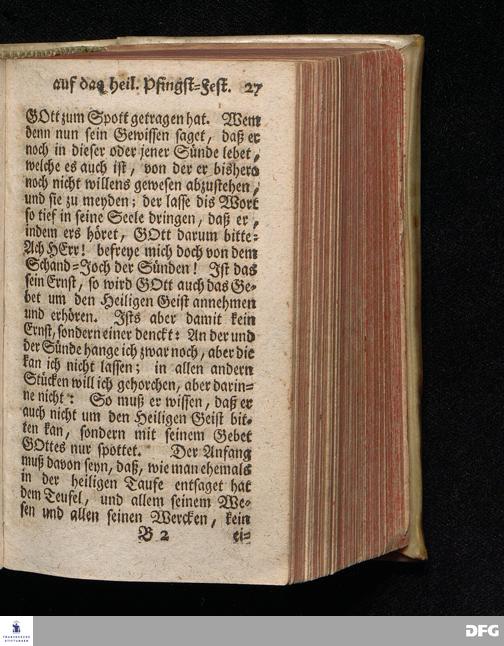 auf das heil. Pfingst-Fest. 27
GOtt zum Spott getragen hat. Wem
denn nun sein Gewissen saget, daß er
noch in dieser oder jener Sünde lebet,
welche es auch ist, von der er bishero
noch nicht willens gewesen abzustehen,
und sie zu meyden; der lasse dis Wort
so tief in seine Seele dringen, daß er,
indem ers höret, GOtt darum bitte:
Ach HErr! befreye mich doch von dem
Schand-Joch der Sünden! Ist das
sein Ernst, so wird GOtt auch das Ge-
bet um den Heiligen Geist annehmen
und erhören. Ists aber damit kein
Ernst, sondern einer denckt: An der und
der Sünde hange ich zwar noch, aber die
kan ich nicht lassen; in allen andern
Stücken will ich gehorchen, aber darin-
ne nicht: So muß er wissen, daß er
auch nicht um den Heiligen Geist bit-
ten kan, sondern mit seinem Gebet
GOttes nur spottet. Der Anfang
muß davon seyn, daß, wie man ehemals
in der heiligen Taufe entsaget hat
dem Teufel, und allem seinem We-
sen und allen seinen Wercken, kein
B 2 ei-
FRANCKESCHE
STIFTUNGEN
DFG